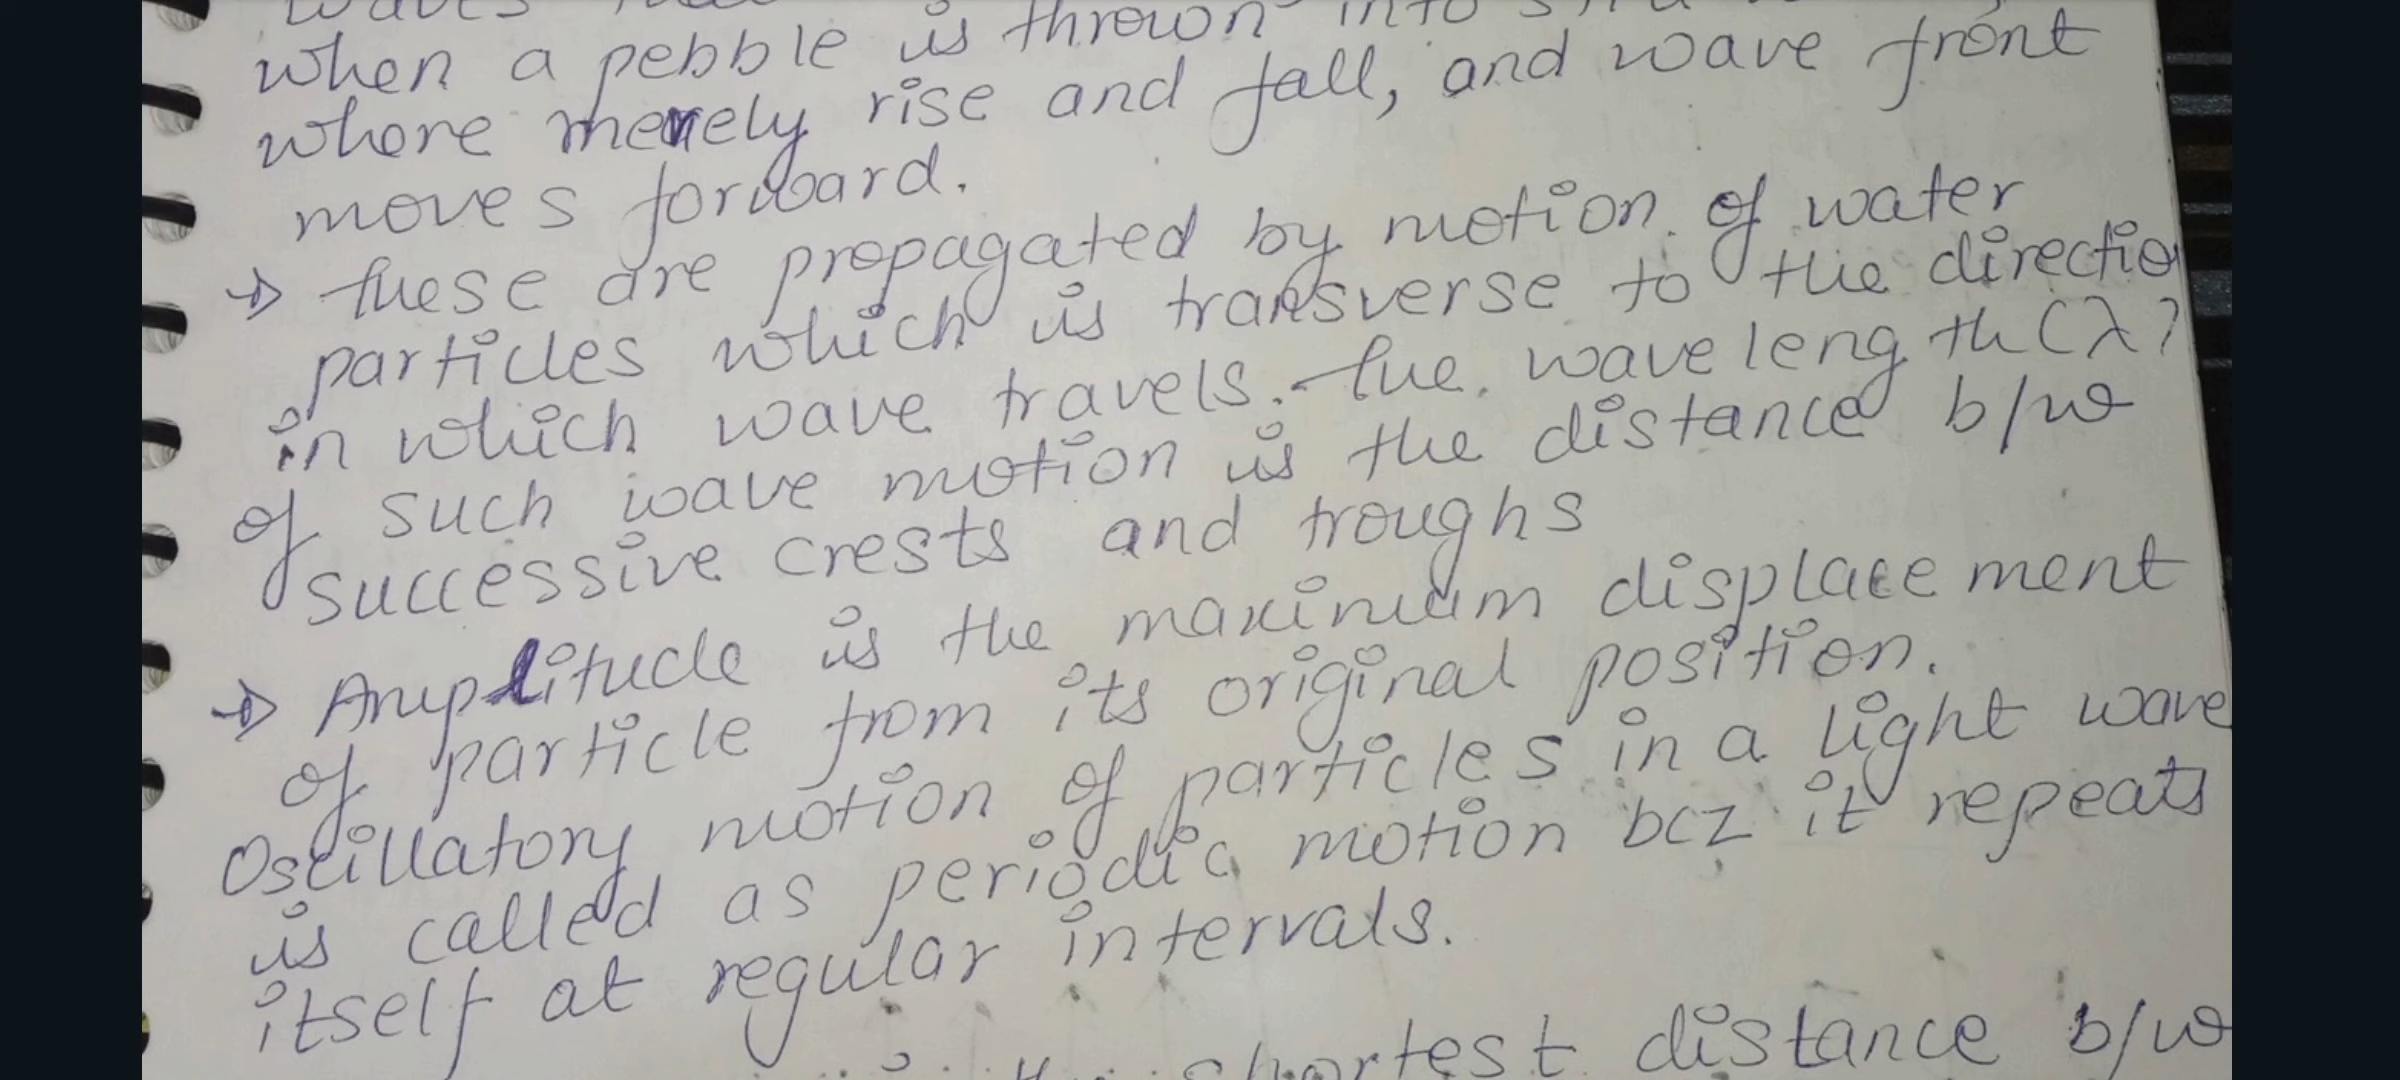 when a pebble is thrown into
where merely rise and fall, and wave front
moves forward.
→ these are propagated by motion of water
particles which is transverse to the directio
in which wave travels. The wavelength (λ)
of such wave motion is the distance b/w
successive crests and troughs
→ Amplitude is the maximum displacement
of particle from its original position.
Oscillatory motion of particles in a light wave
is called as periodic motion bcz it repeats
itself at regular intervals.
shortest distance b/w